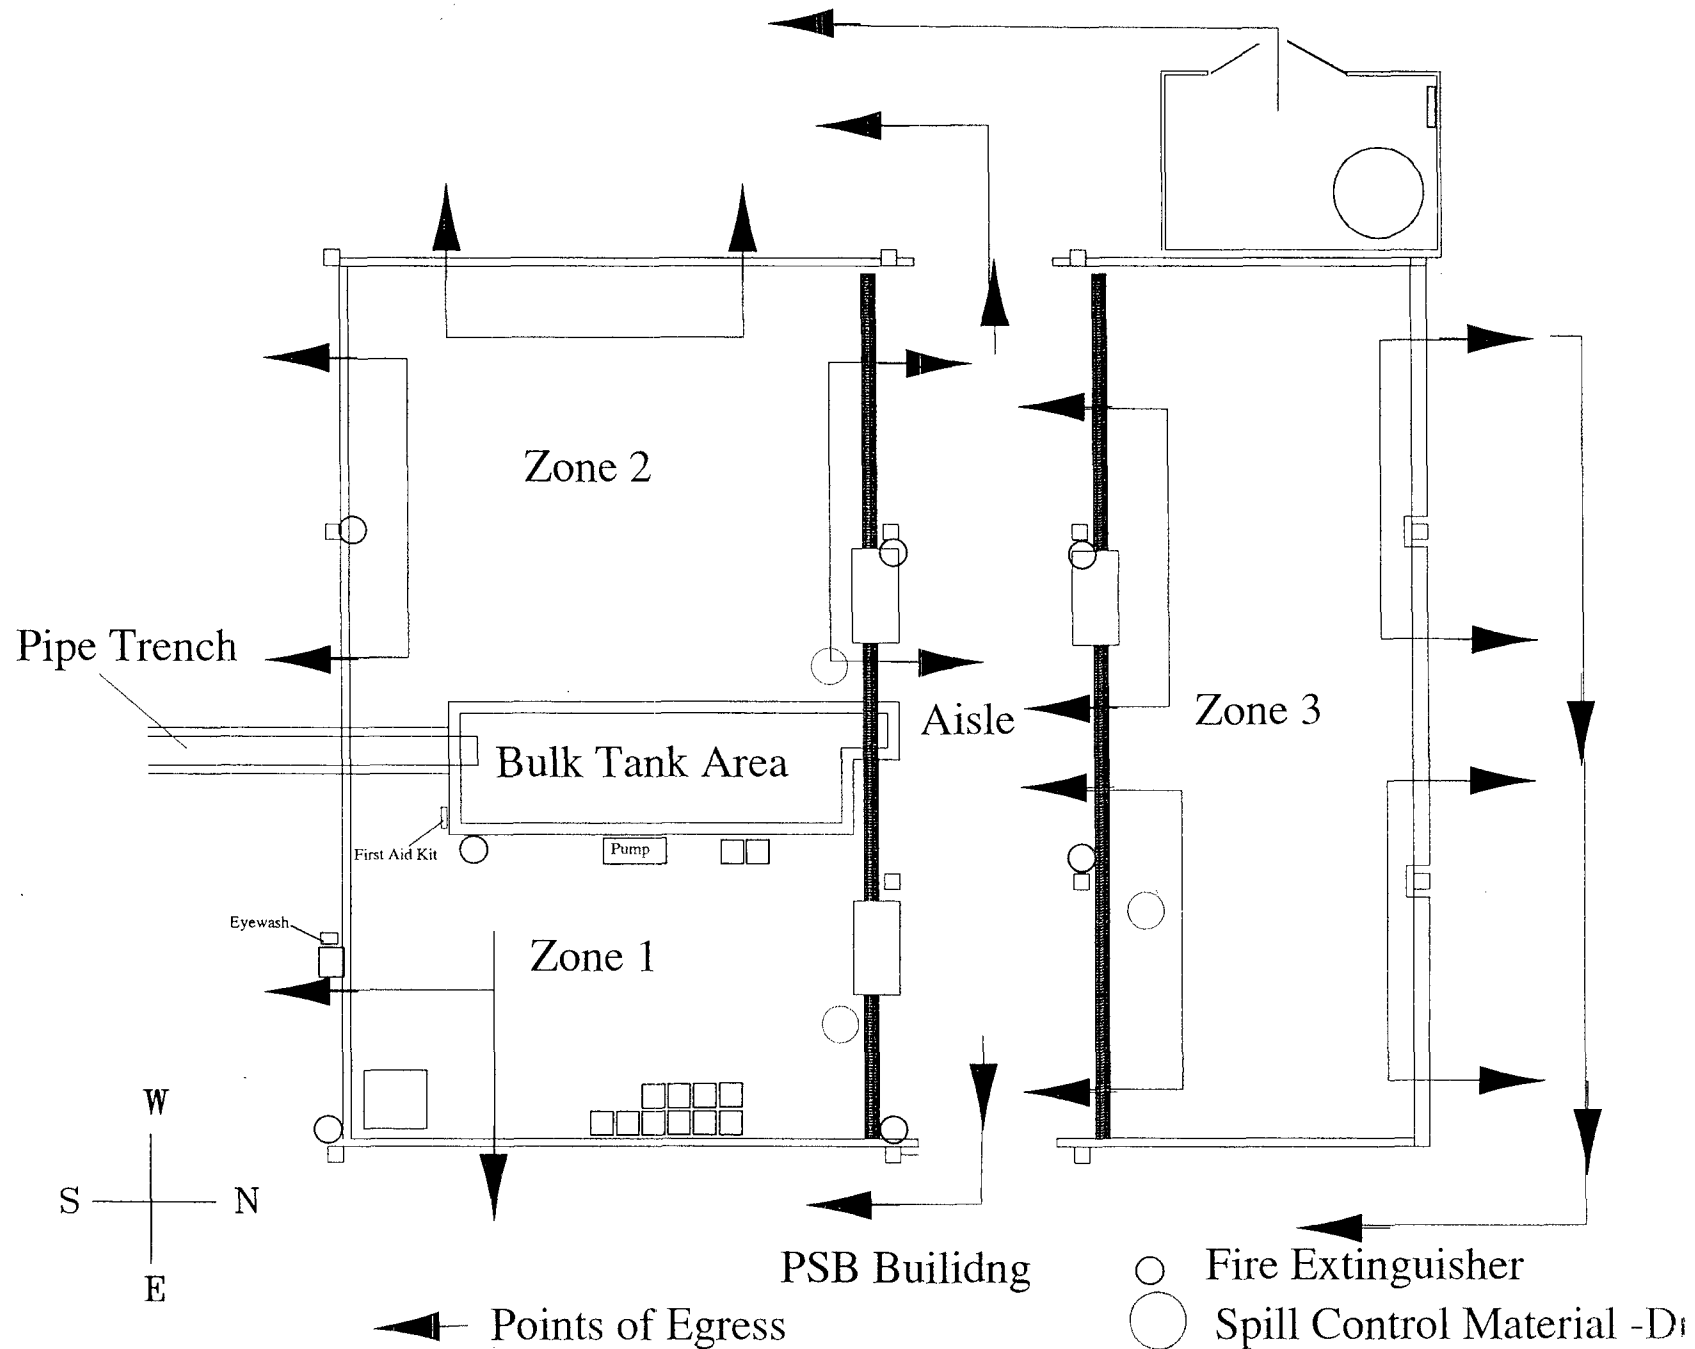 Zone 2
Pipe Trench
Aisle
Zone 3
Bulk Tank Area
Pump
First Aid Kit
Eyewash
Zone 1
W
S
N
E
PSB Builidng
Fire Extinguisher
Points of Egress
Spill Control Material